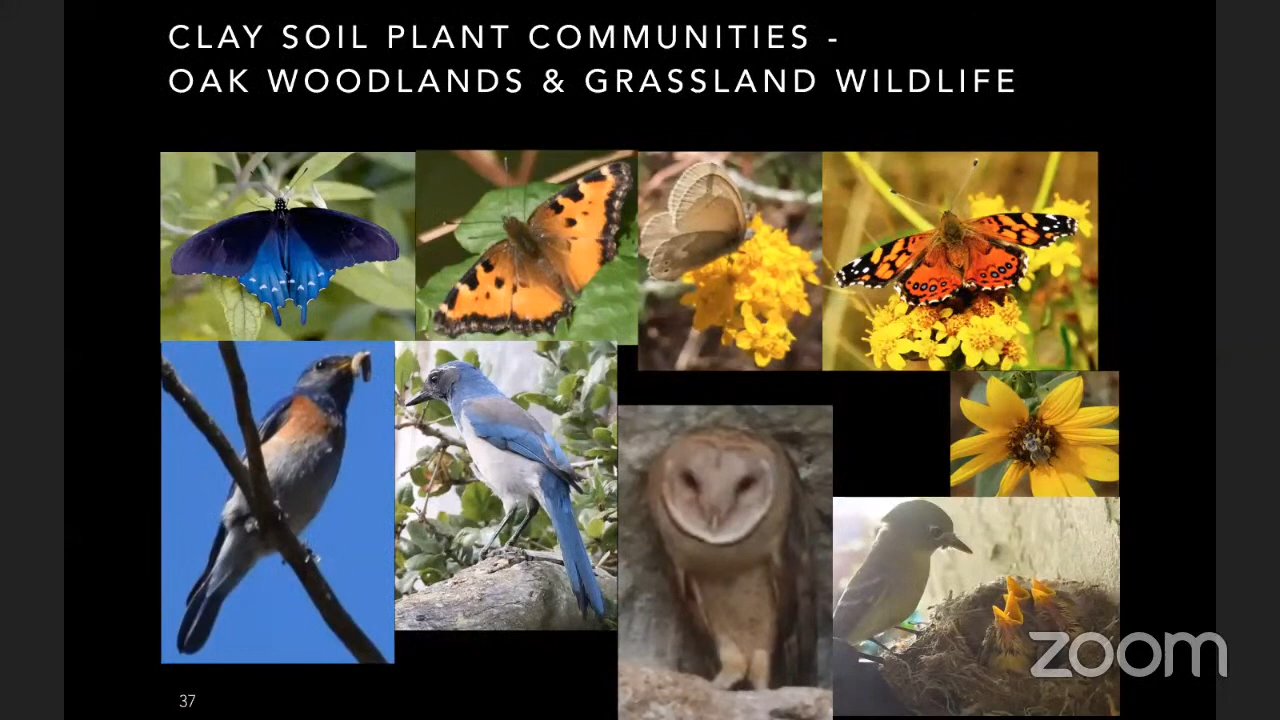 CLAY SOIL PLANT COMMUNITIES -
OAK WOODLANDS & GRASSLAND WILDLIFE
37
zoom